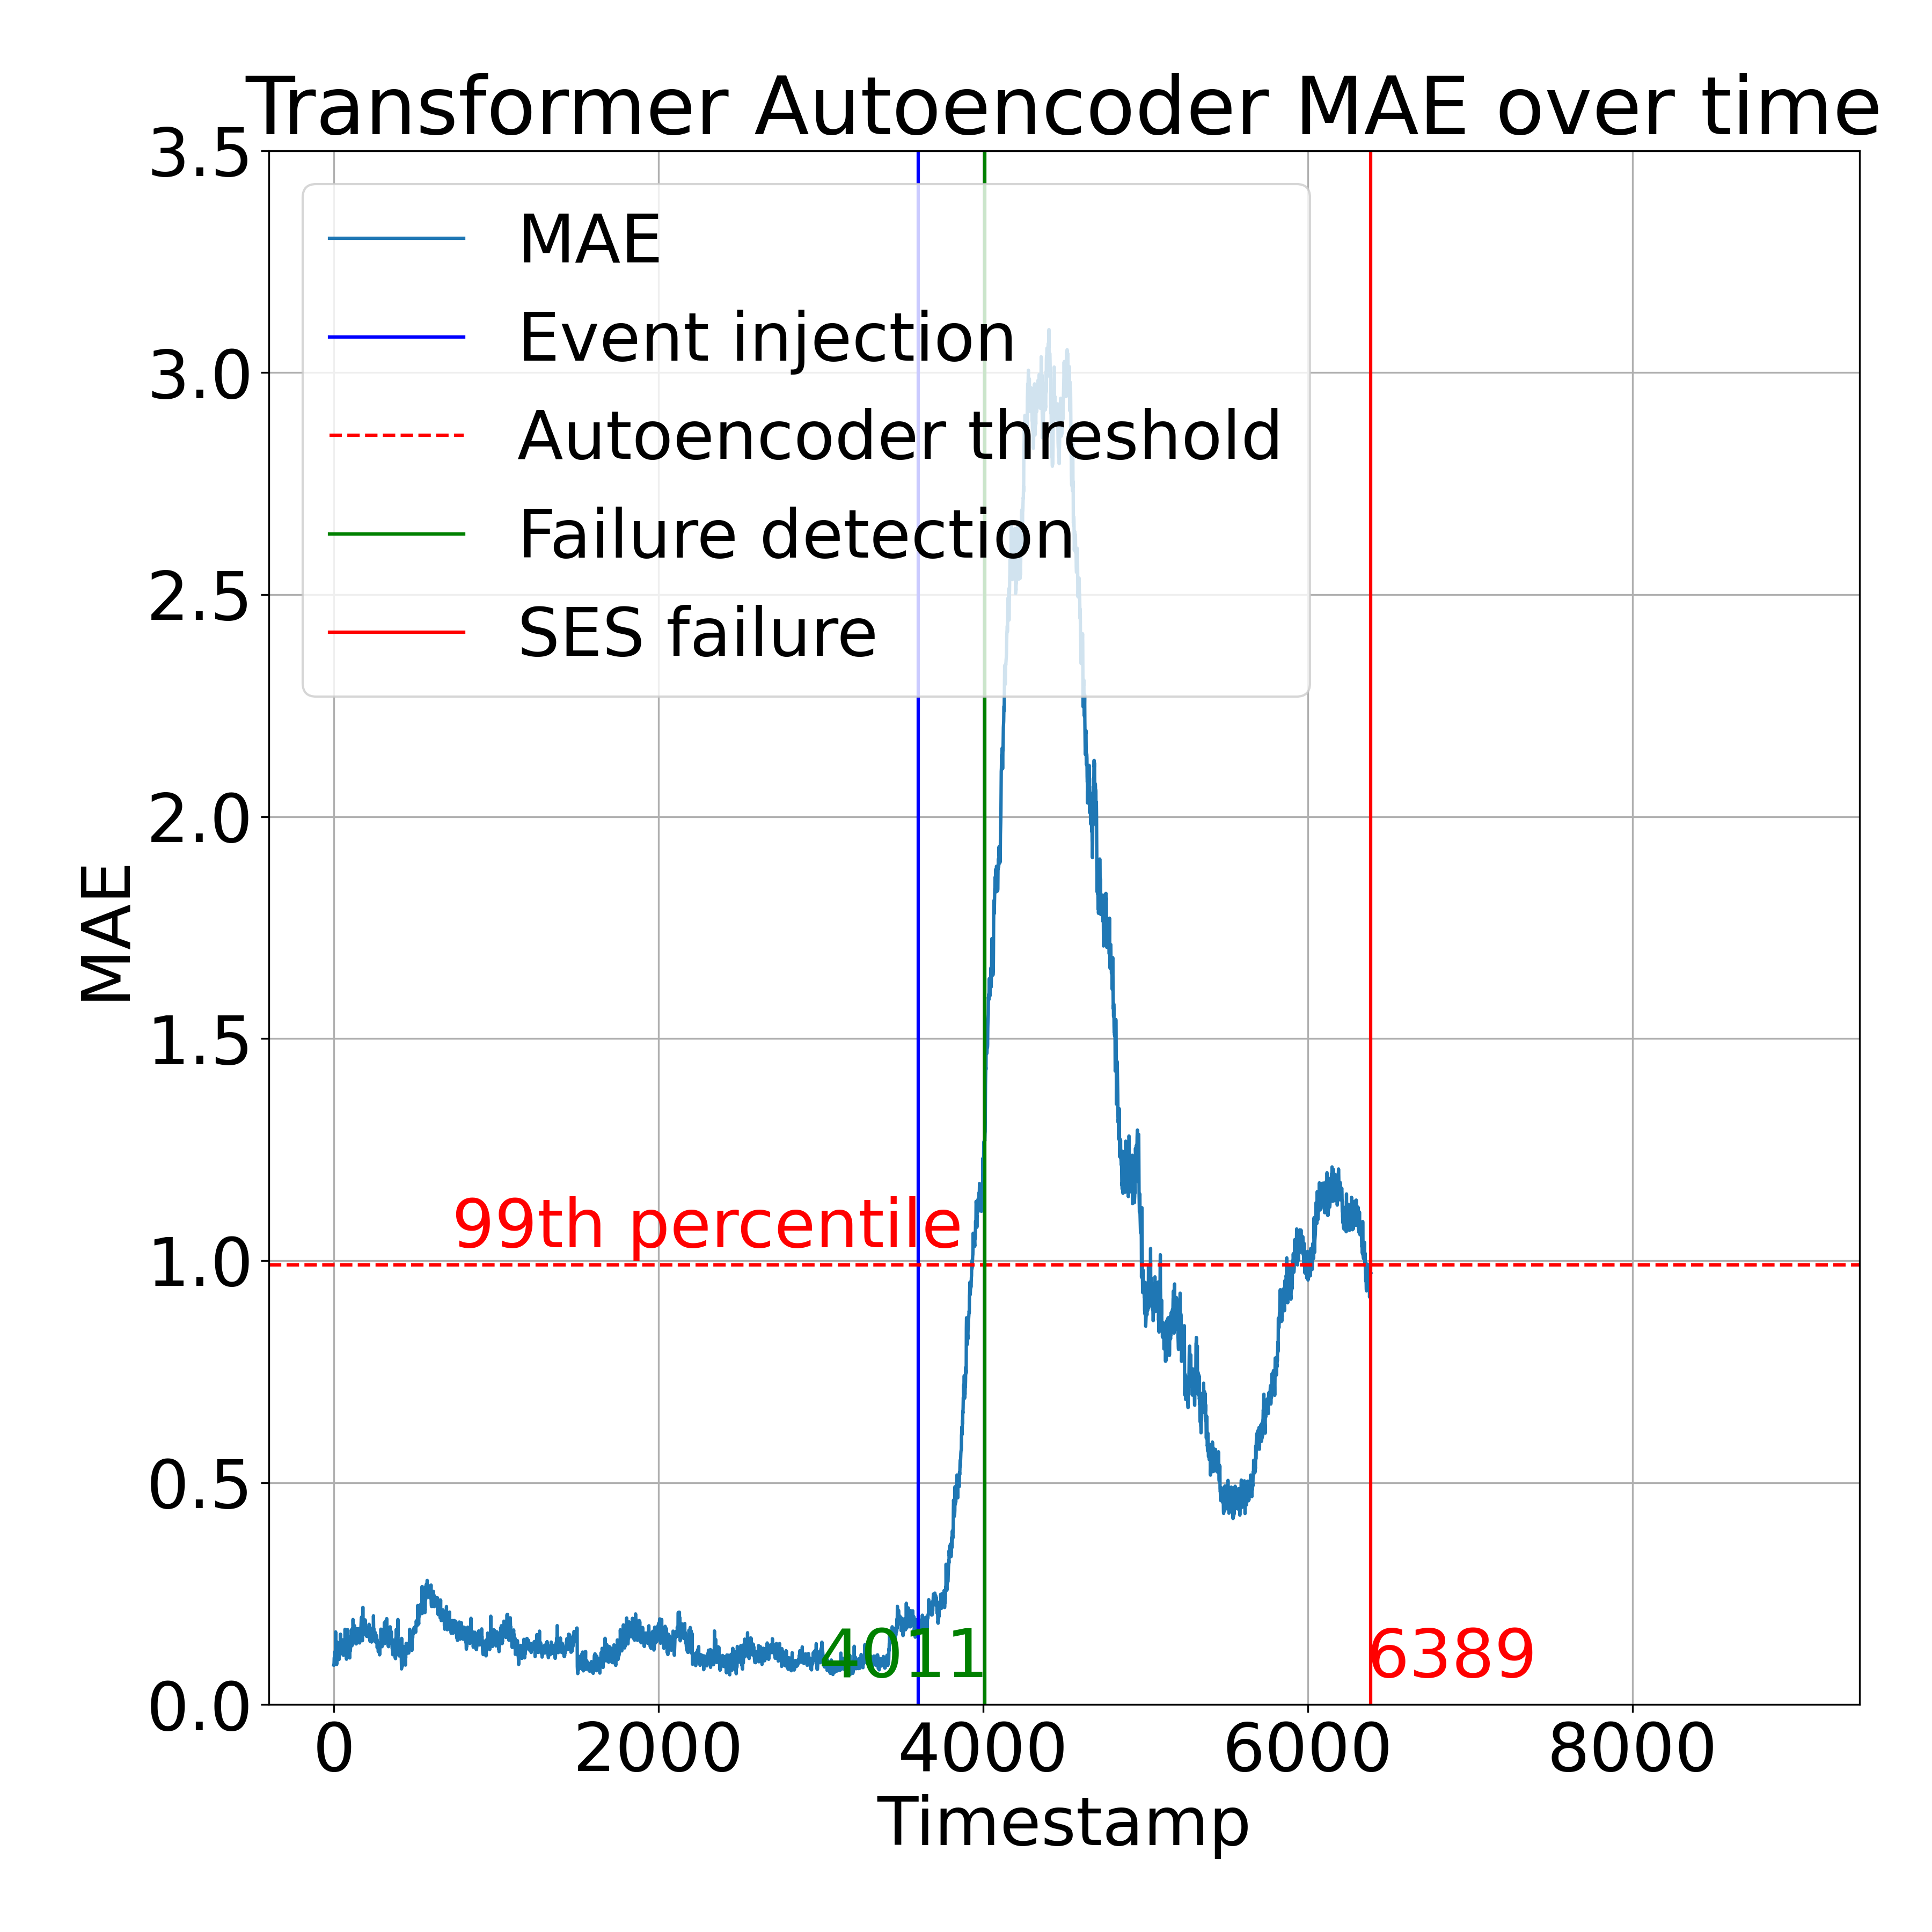 Transformer Autoencoder MAE over time
3.5
3.0
2.5
2.0
1.5
1.0
0.5
0.0
MAE
MAE
Event injection
Autoencoder threshold
Failure detection
SES failure
99th percentile
4011
6389
0 2000 4000 6000 8000
Timestamp